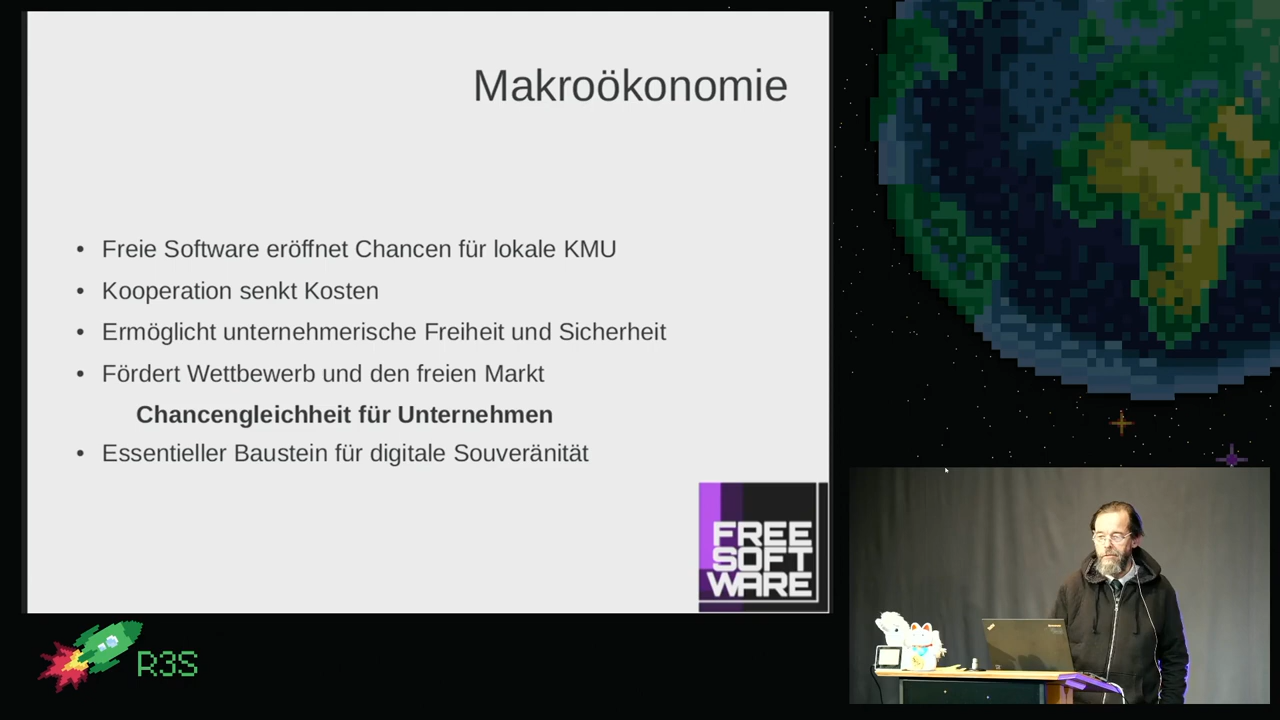 Makroökonomie
• Freie Software eröffnet Chancen für lokale KMU
• Kooperation senkt Kosten
• Ermöglicht unternehmerische Freiheit und Sicherheit
• Fördert Wettbewerb und den freien Markt
Chancengleichheit für Unternehmen
• Essentieller Baustein für digitale Souveränität
FREE
SOFT
WARE
R3S